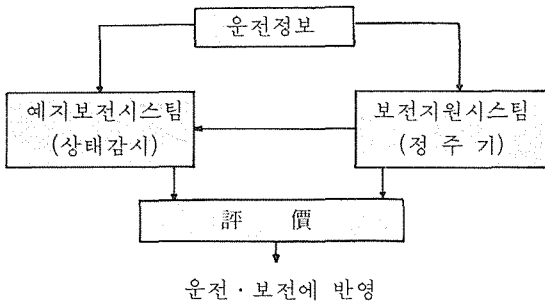 운전정보
예지보전시스팀
(상태감시)
보전지원시스팀
(정 주 기)
評 價
운전·보전에 반영